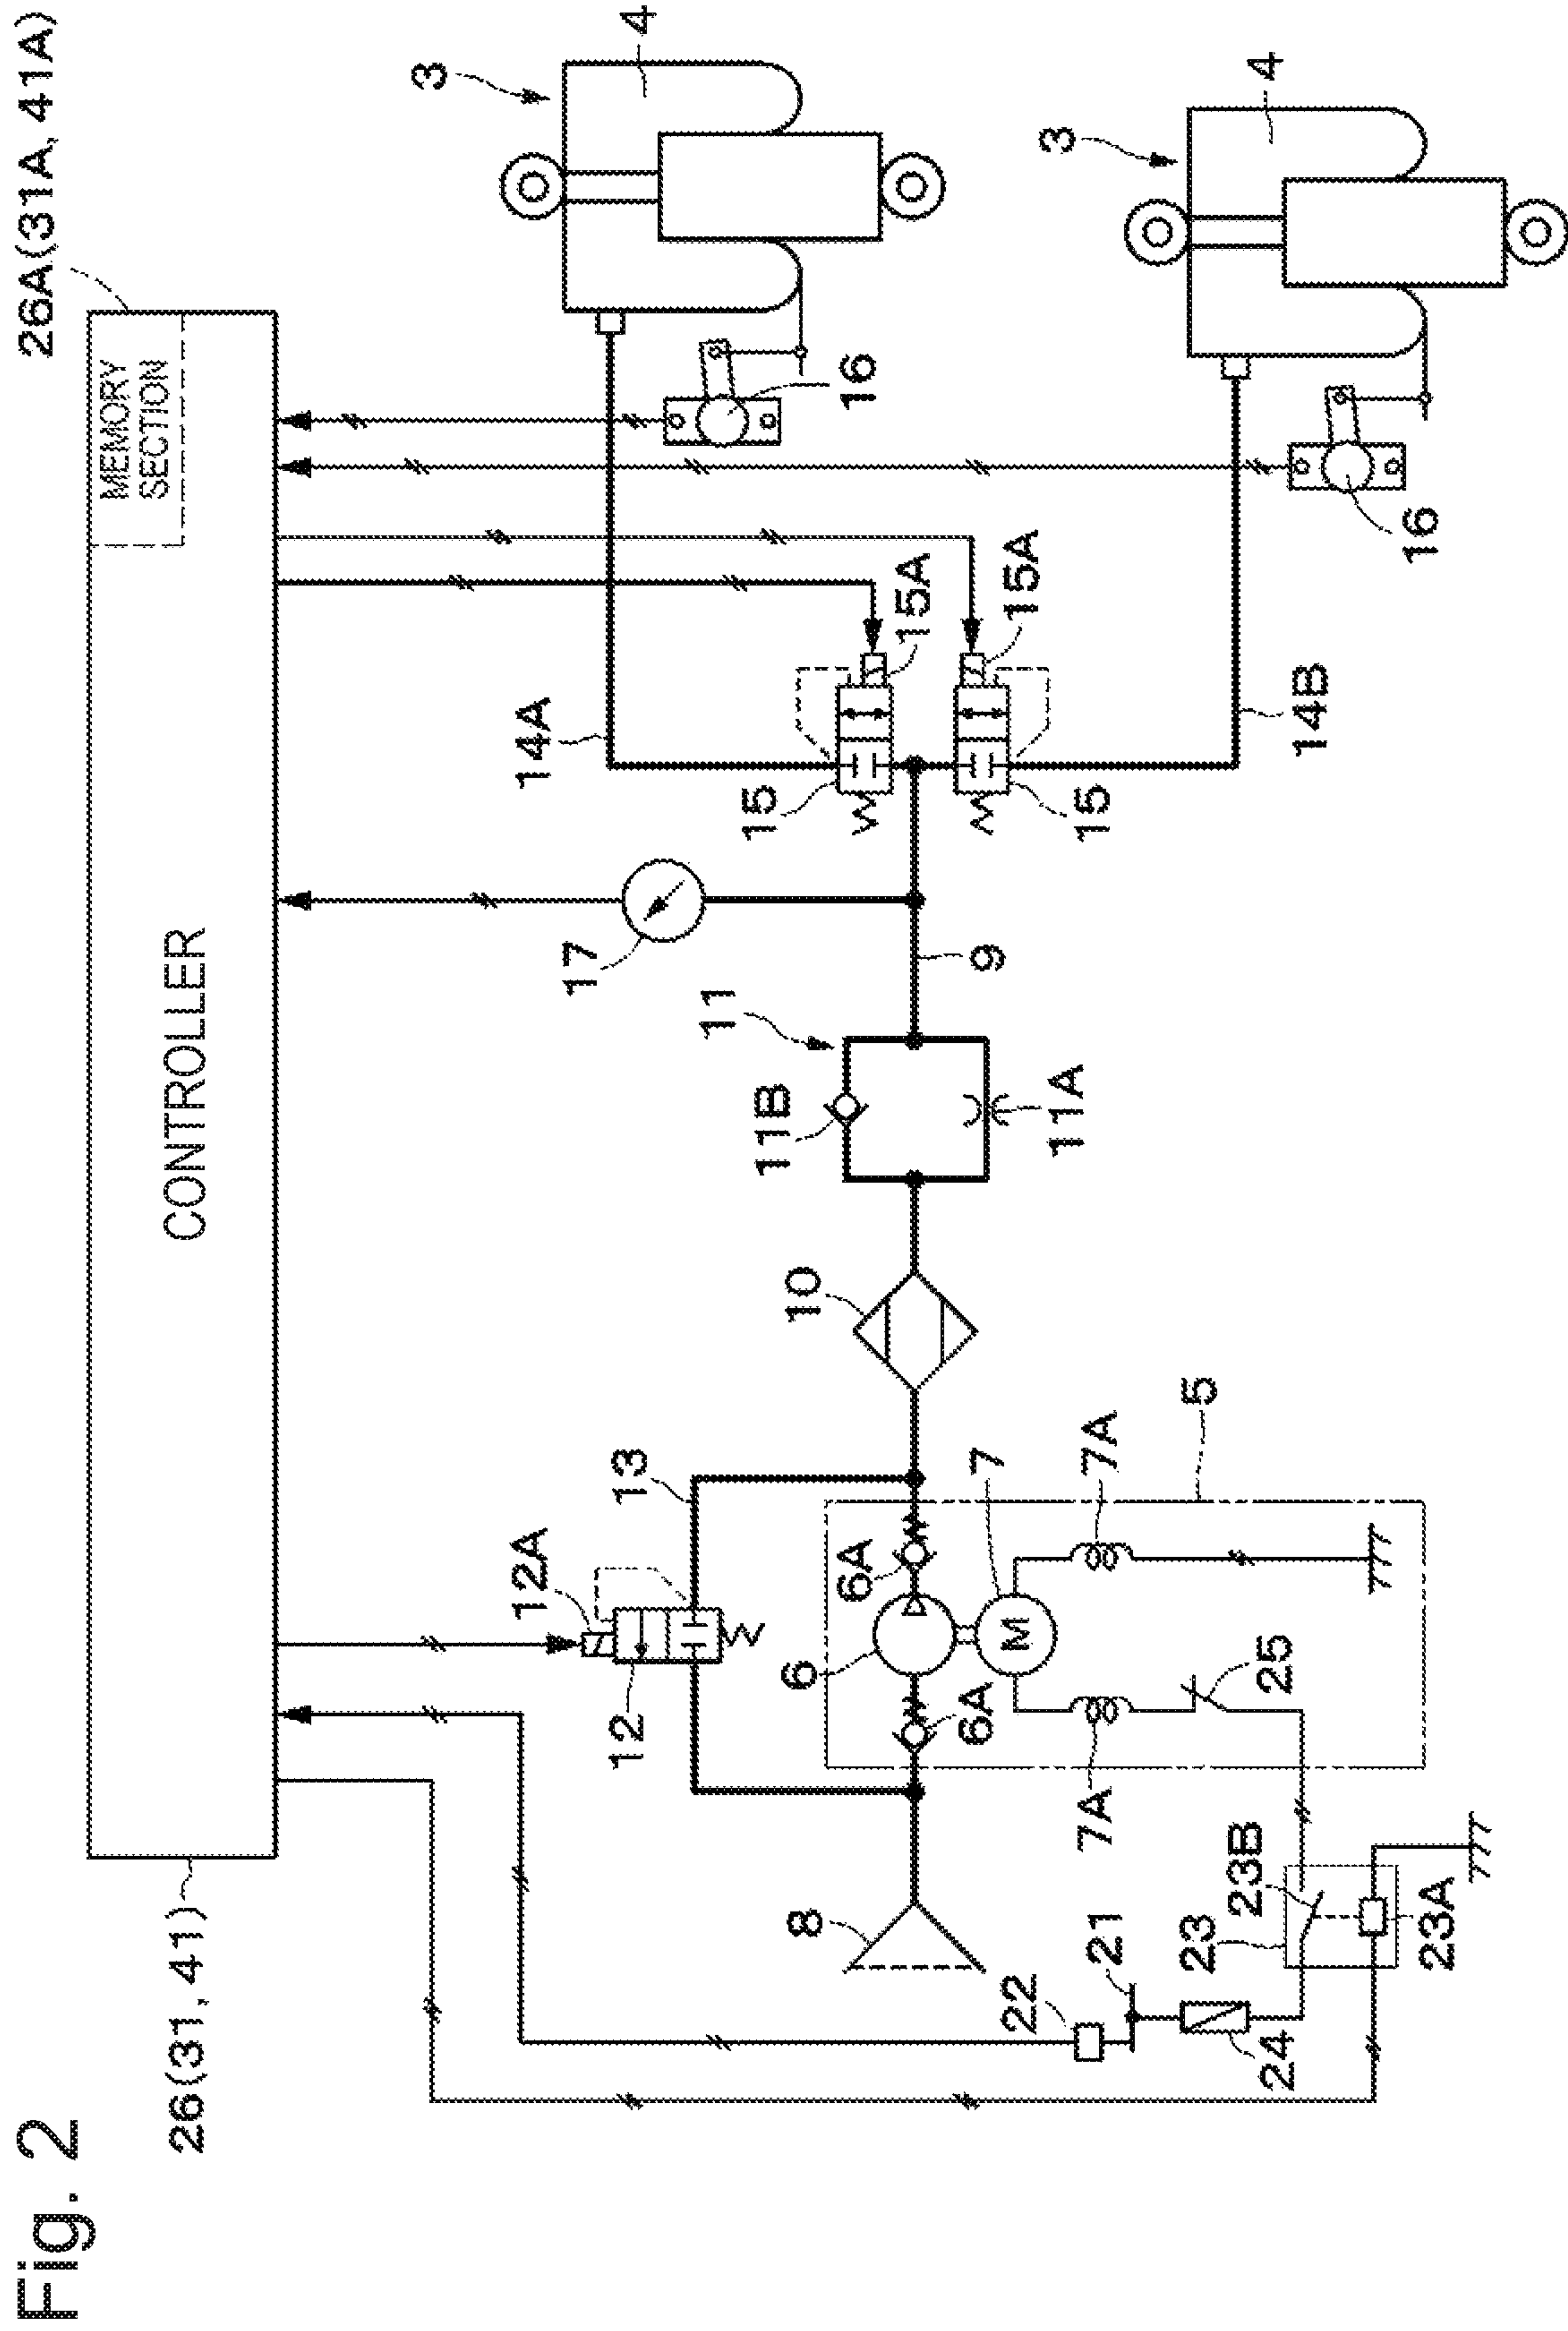 Fig. 2
26A(31A, 41A)
MEMORY
SECTION
CONTROLLER
26(31, 41)
3
4
16
3
4
16
14A
14B
15A
15A
15
15
17
9
11
11B
11A
10
13
12A
12
5
6A
7
7A
6
6A
25
7A
8
23B
23
23A
21
22
24
M